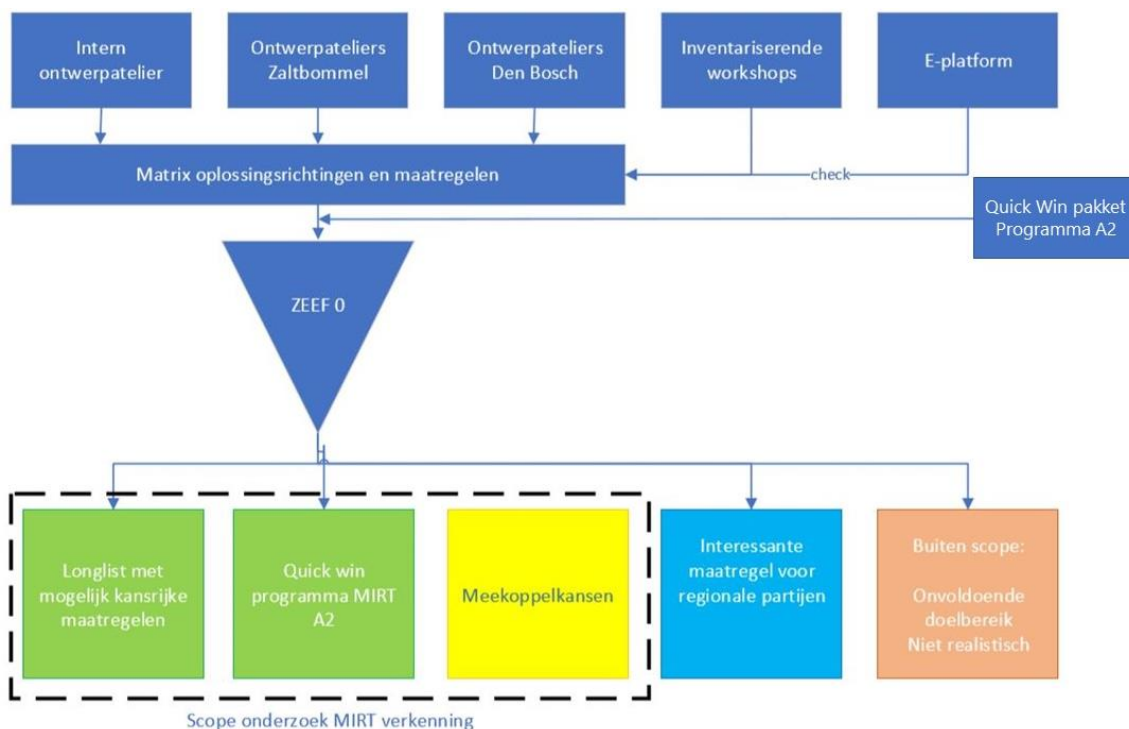 Intern
ontwerpatelier
Ontwerpateliers
Zaltbommel
Ontwerpateliers
Den Bosch
Inventariserende
workshops
E-platform
Matrix oplossingsrichtingen en maatregelen
check
Quick Win pakket
Programma A2
ZEEF 0
Longlist met
mogelijk kansrijke
maatregelen
Quick win
programma MIRT
A2
Meekoppelkansen
Interessante
maatregel voor
regionale partijen
Buiten scope:
Onvoldoende
doelbereik
Niet realistisch
Scope onderzoek MIRT verkenning